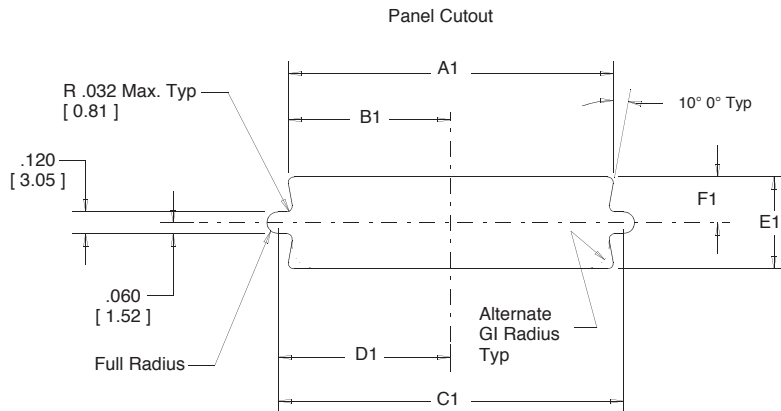 Panel Cutout
A1
R .032 Max. Typ
[ 0.81 ]
10° 0° Typ
B1
.120
[ 3.05 ]
F1
E1
.060
[ 1.52 ]
Alternate
GI Radius
Typ
Full Radius
D1
C1